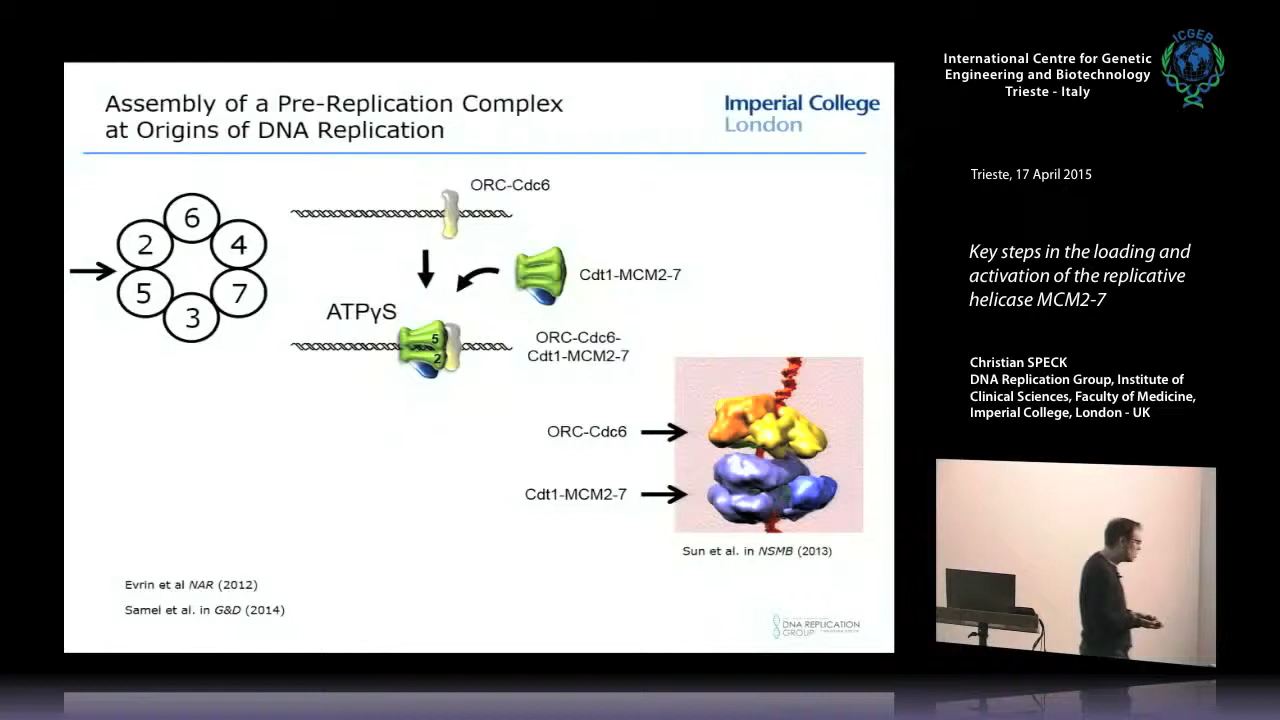 Assembly of a Pre-Replication Complex
at Origins of DNA Replication
Imperial College
London
6
2
4
5
7
3
ORC-Cdc6
Cdt1-MCM2-7
ATPγS
5
2
ORC-Cdc6-
Cdt1-MCM2-7
ORC-Cdc6
Cdt1-MCM2-7
Sun et al. in NSMB (2013)
Evrin et al NAR (2012)
Samel et al. in G&D (2014)
DNA REPLICATION
GROUP
International Centre for Genetic
Engineering and Biotechnology
Trieste - Italy
ICGEB
Trieste, 17 April 2015
Key steps in the loading and
activation of the replicative
helicase MCM2-7
Christian SPECK
DNA Replication Group, Institute of
Clinical Sciences, Faculty of Medicine,
Imperial College, London - UK